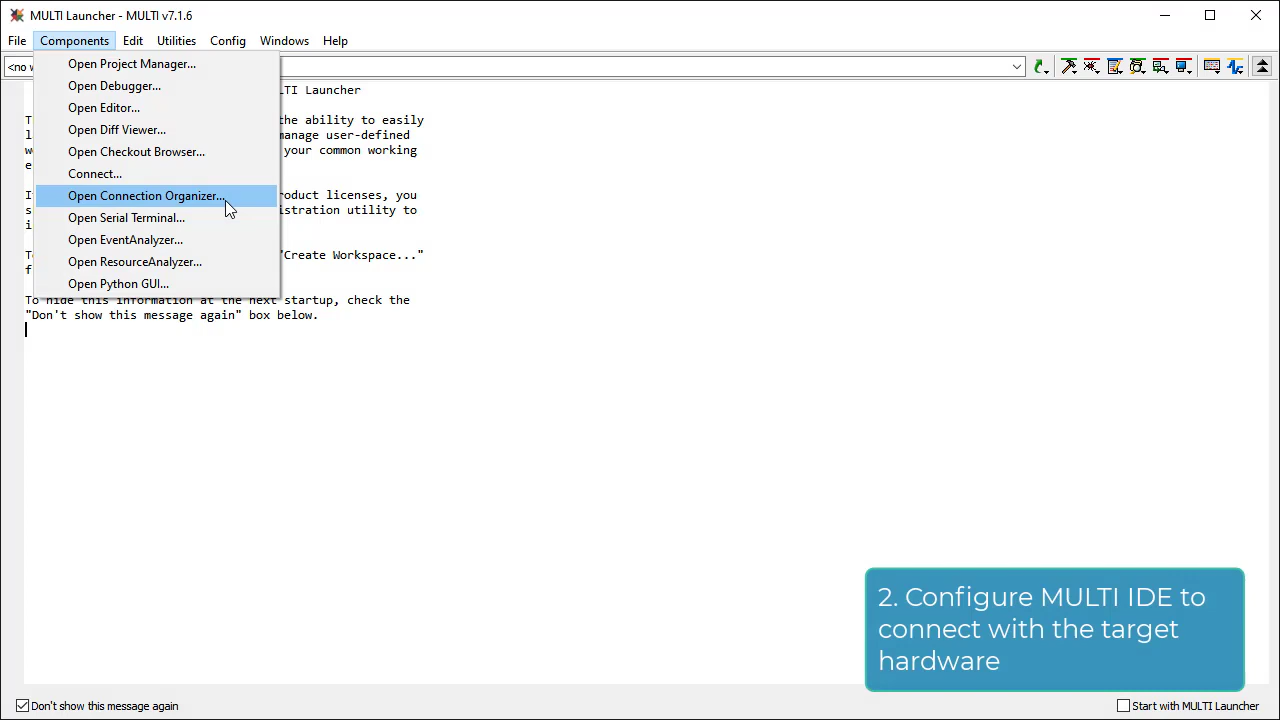 MULTI Launcher - MULTI v7.1.6
File Components Edit Utilities Config Windows Help
<no w
Open Project Manager...
Open Debugger...
Open Editor...
Open Diff Viewer...
Open Checkout Browser...
Connect...
Open Connection Organizer...
Open Serial Terminal...
Open EventAnalyzer...
Open ResourceAnalyzer...
Open Python GUI...
LTI Launcher
the ability to easily
manage user-defined
your common working
roduct licenses, you
istration utility to
"Create Workspace..."
To hide this information at the next startup, check the
"Don't show this message again" box below.
2. Configure MULTI IDE to
connect with the target
hardware
Don't show this message again
Start with MULTI Launcher